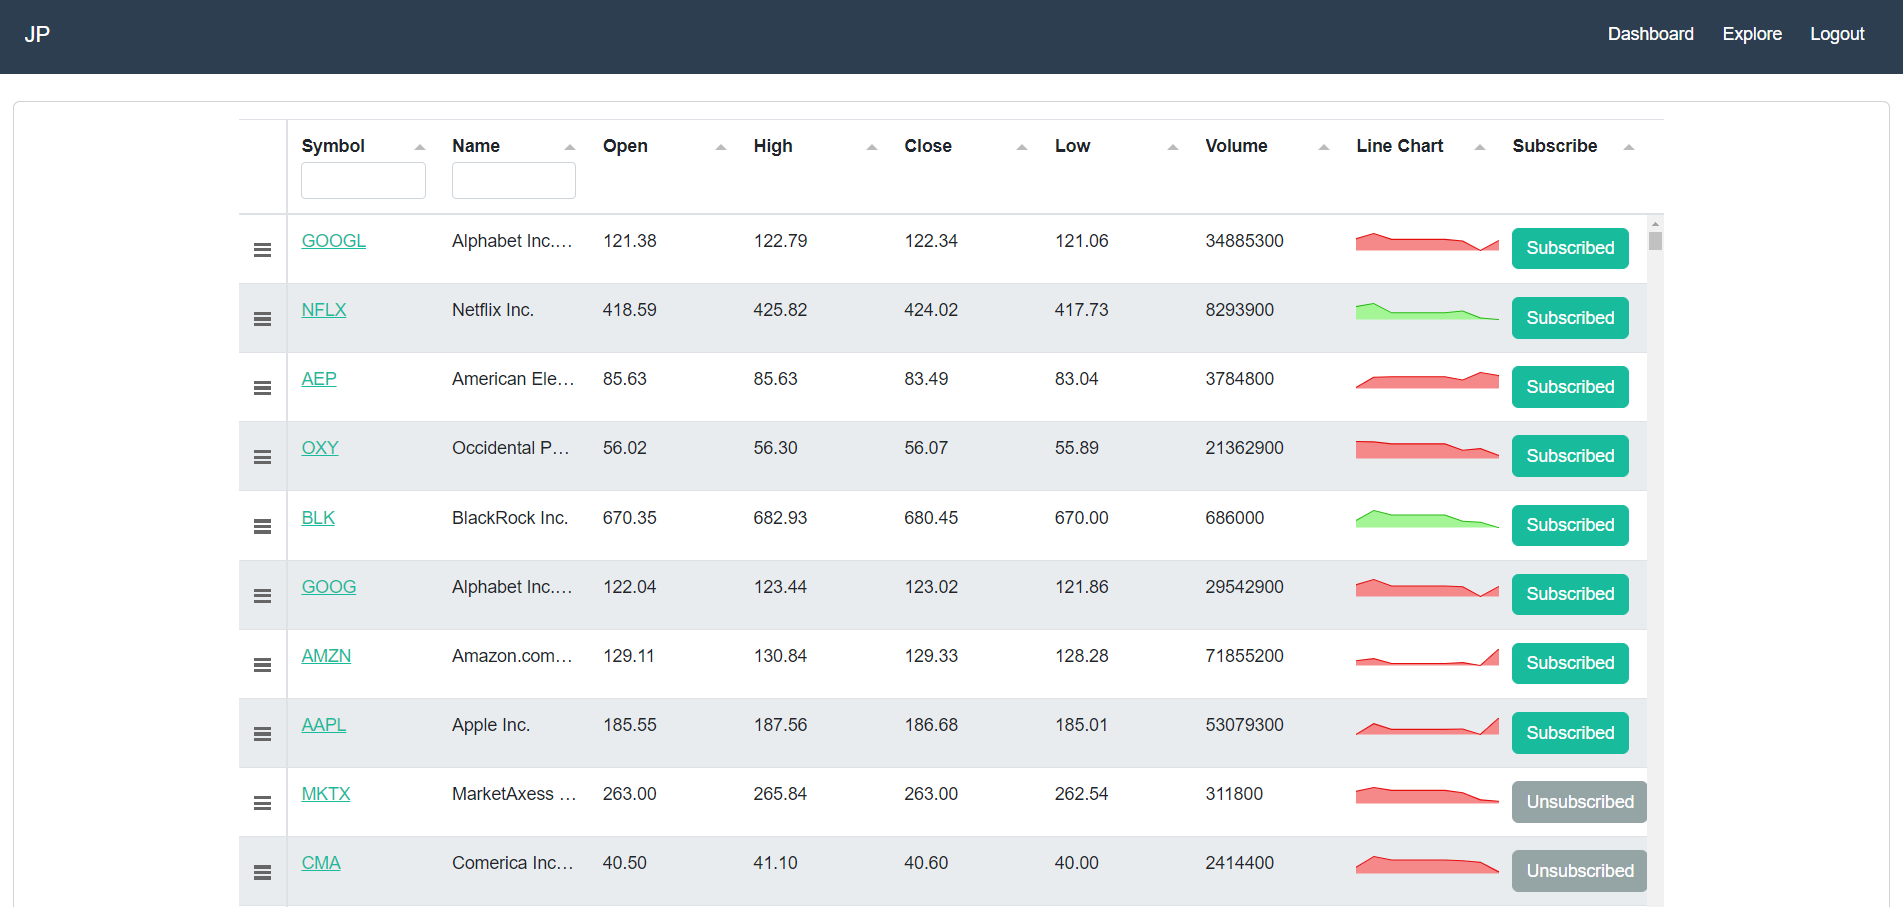 JP Dashboard Explore Logout
Symbol Name Open High Close Low Volume Line Chart Subscribe
GOOGL Alphabet Inc.... 121.38 122.79 122.34 121.06 34885300 Subscribed
NFLX Netflix Inc. 418.59 425.82 424.02 417.73 8293900 Subscribed
AEP American Ele... 85.63 85.63 83.49 83.04 3784800 Subscribed
OXY Occidental P... 56.02 56.30 56.07 55.89 21362900 Subscribed
BLK BlackRock Inc. 670.35 682.93 680.45 670.00 686000 Subscribed
GOOG Alphabet Inc.... 122.04 123.44 123.02 121.86 29542900 Subscribed
AMZN Amazon.com... 129.11 130.84 129.33 128.28 71855200 Subscribed
AAPL Apple Inc. 185.55 187.56 186.68 185.01 53079300 Subscribed
MKTX MarketAxess ... 263.00 265.84 263.00 262.54 311800 Unsubscribed
CMA Comerica Inc... 40.50 41.10 40.60 40.00 2414400 Unsubscribed